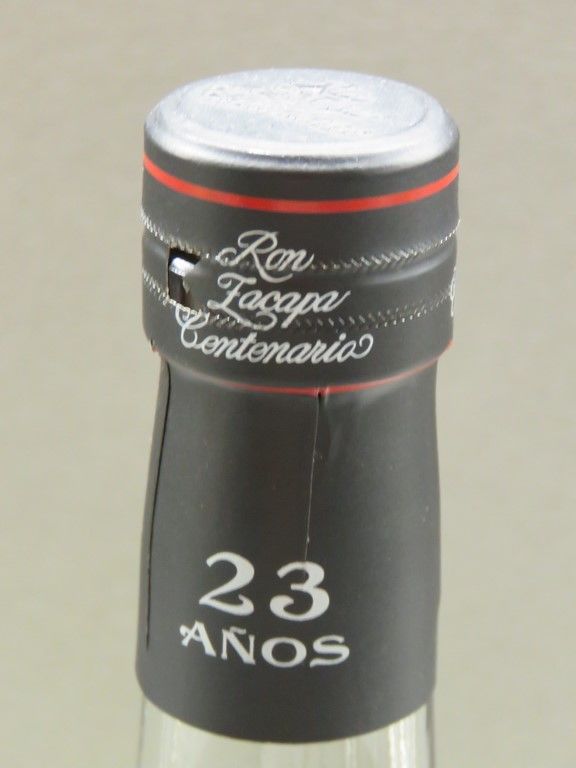 Ron
Zacapa
Centenario
23
AÑOS